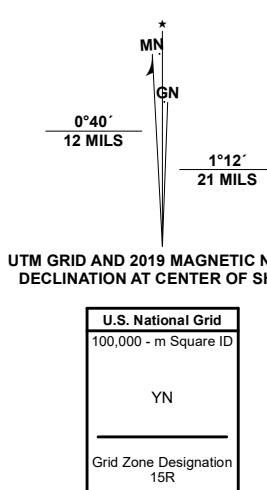 MN
GN
0°40´
12 MILS
1°12´
21 MILS
UTM GRID AND 2019 MAGNETIC N
DECLINATION AT CENTER OF SH
U.S. National Grid
100,000 - m Square ID
YN
Grid Zone Designation
15R